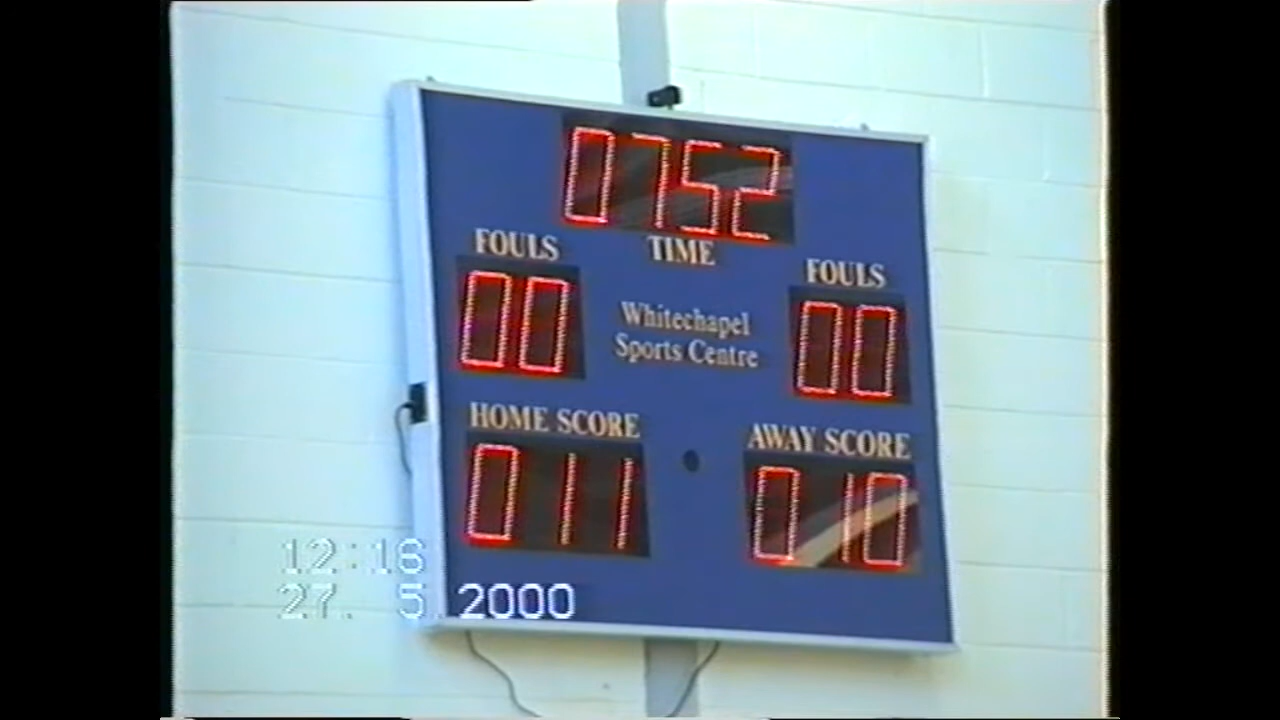 0752
TIME
FOULS
FOULS
00
00
Whitechapel
Sports Centre
HOME SCORE
AWAY SCORE
011
010
12:16
27. 5.2000